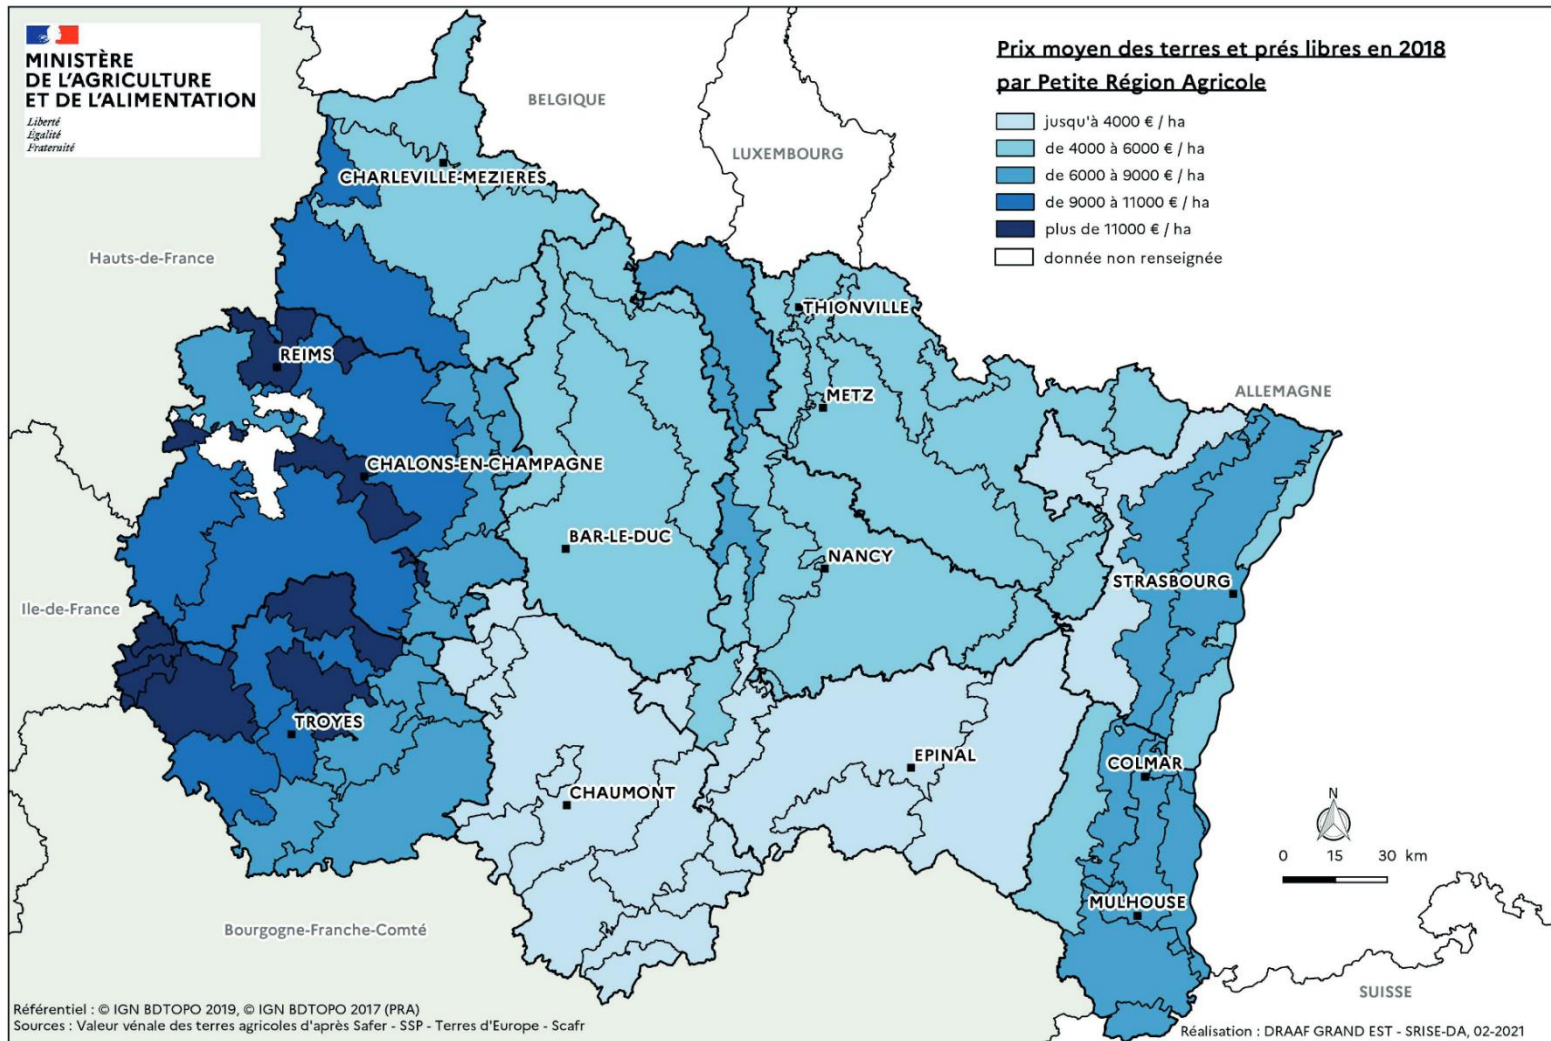 MINISTÈRE
DE L'AGRICULTURE
ET DE L'ALIMENTATION
Liberté
Égalité
Fraternité
Prix moyen des terres et prés libres en 2018
par Petite Région Agricole
jusqu'à 4000 € / ha
de 4000 à 6000 € / ha
de 6000 à 9000 € / ha
de 9000 à 11000 € / ha
plus de 11000 € / ha
donnée non renseignée
BELGIQUE
LUXEMBOURG
CHARLEVILLE-MEZIERES
Hauts-de-France
THIONVILLE
REIMS
METZ
ALLEMAGNE
CHALONS-EN-CHAMPAGNE
BAR-LE-DUC
NANCY
STRASBOURG
Ile-de-France
TROYES
EPINAL
COLMAR
CHAUMONT
N
0 15 30 km
MULHOUSE
Bourgogne-Franche-Comté
SUISSE
Référentiel : © IGN BDTOPO 2019, © IGN BDTOPO 2017 (PRA)
Sources : Valeur vénale des terres agricoles d'après Safer - SSP - Terres d'Europe - Scafr
Réalisation : DRAAF GRAND EST - SRISE-DA, 02-2021